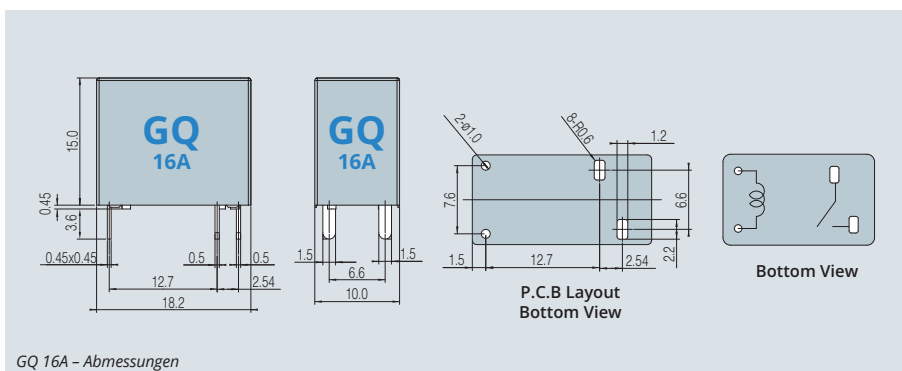 GQ
16A
15.0
0.45
3.6
0.45x0.45
0.5
0.5
12.7
2.54
18.2
GQ
16A
1.5
1.5
6.6
10.0
2-ø1.0
8-R0.6
1.2
7.6
6.6
1.5
12.7
2.54
2.2
P.C.B Layout
Bottom View
Bottom View
GQ 16A – Abmessungen